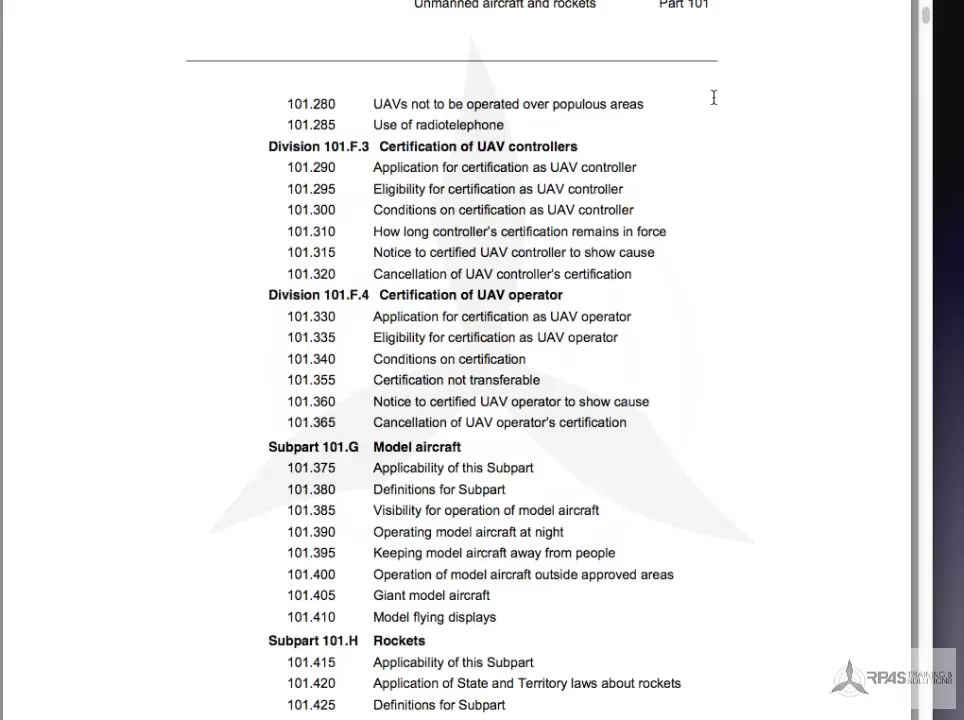 Unmanned aircraft and rockets Part 101
101.280 UAVs not to be operated over populous areas
101.285 Use of radiotelephone
Division 101.F.3 Certification of UAV controllers
101.290 Application for certification as UAV controller
101.295 Eligibility for certification as UAV controller
101.300 Conditions on certification as UAV controller
101.310 How long controller's certification remains in force
101.315 Notice to certified UAV controller to show cause
101.320 Cancellation of UAV controller's certification
Division 101.F.4 Certification of UAV operator
101.330 Application for certification as UAV operator
101.335 Eligibility for certification as UAV operator
101.340 Conditions on certification
101.355 Certification not transferable
101.360 Notice to certified UAV operator to show cause
101.365 Cancellation of UAV operator's certification
Subpart 101.G Model aircraft
101.375 Applicability of this Subpart
101.380 Definitions for Subpart
101.385 Visibility for operation of model aircraft
101.390 Operating model aircraft at night
101.395 Keeping model aircraft away from people
101.400 Operation of model aircraft outside approved areas
101.405 Giant model aircraft
101.410 Model flying displays
Subpart 101.H Rockets
101.415 Applicability of this Subpart
101.420 Application of State and Territory laws about rockets
101.425 Definitions for Subpart
RPAS TRAINING &
SOLUTIONS